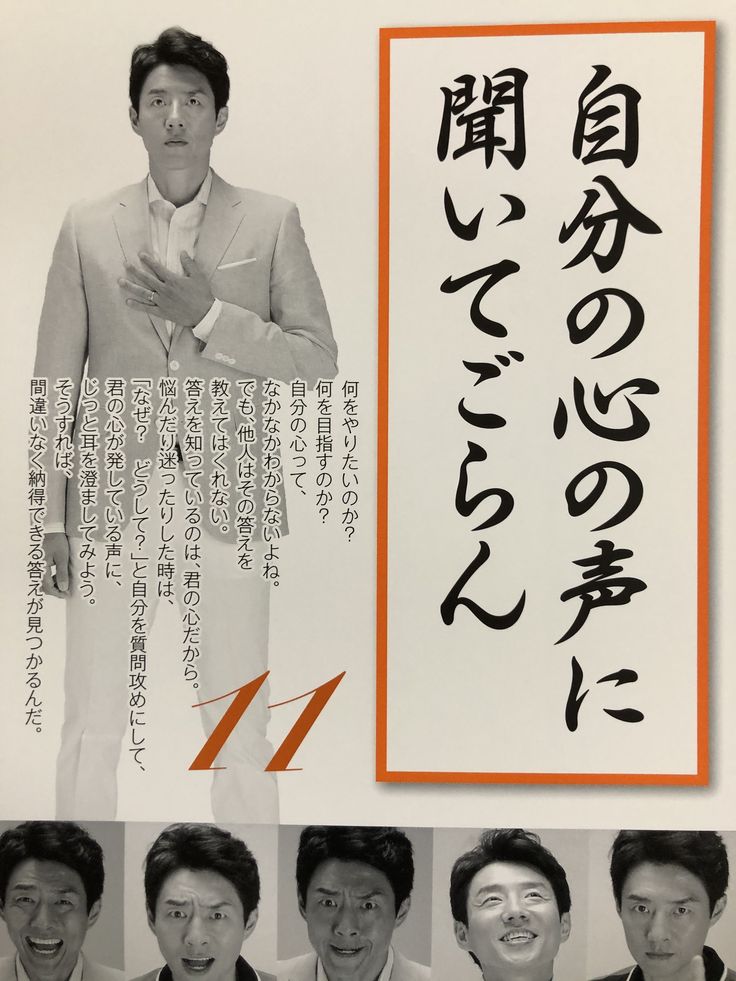 自分の心の声に
聞いてごらん
何をやりたいのか？
何を目指すのか？
自分の心って、
なかなかわからないよね。
でも、他人はその答えを
教えてはくれない。
答えを知っているのは、君の心だから。
悩んだり迷ったりした時は、
「なぜ？　どうして？」と自分を質問攻めにして、
君の心が発している声に、
じっと耳を澄ましてみよう。
そうすれば、
間違いなく納得できる答えが見つかるんだ。
11